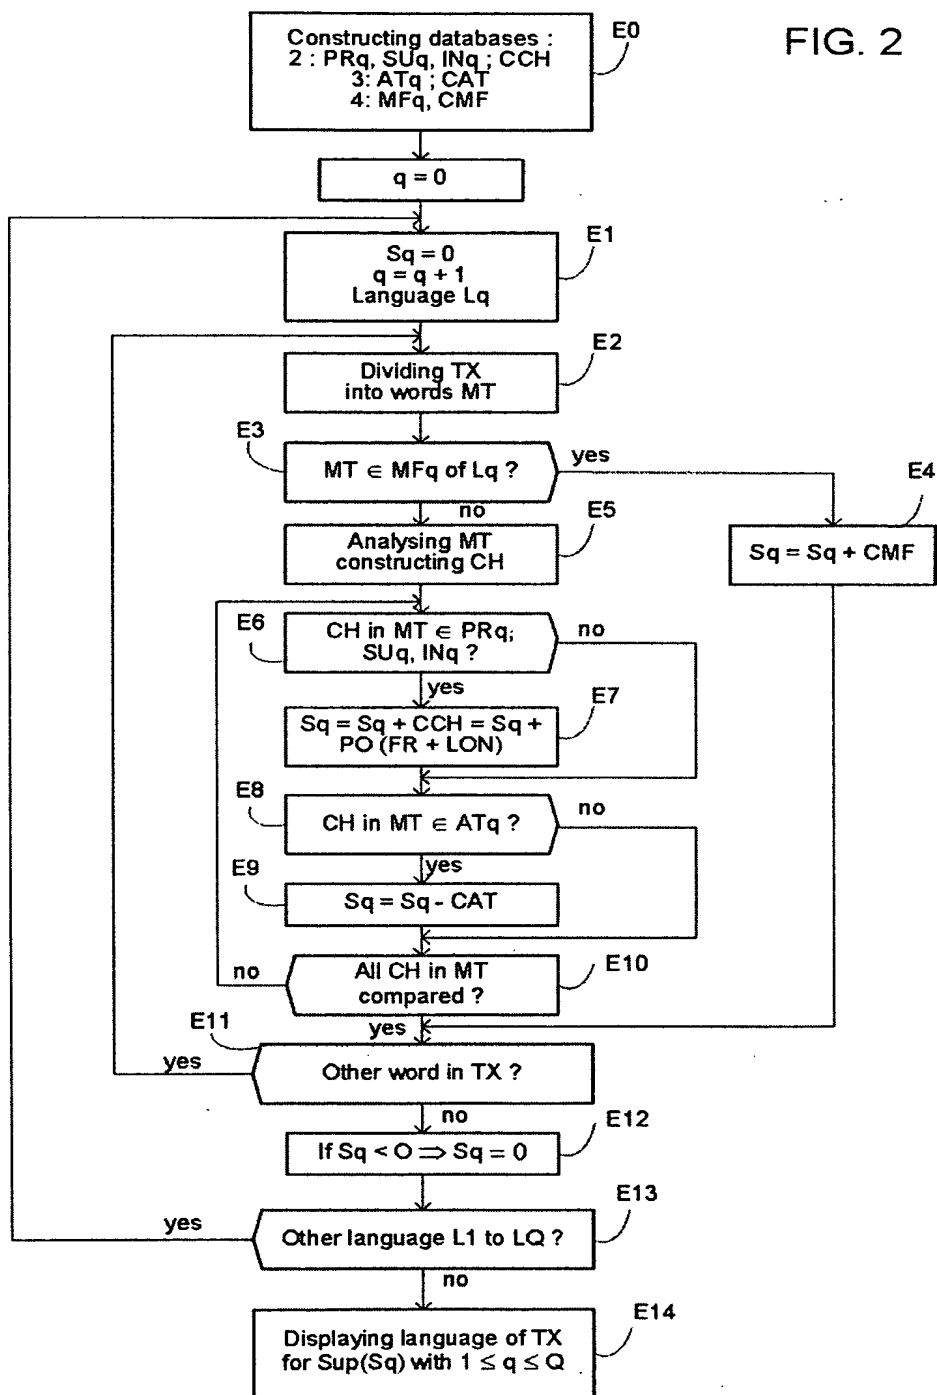 FIG. 2
E0
Constructing databases :
2 : PRq, SUq, INq ; CCH
3: ATq ; CAT
4: MFq, CMF
q = 0
E1
Sq = 0
q = q + 1
Language Lq
E2
Dividing TX
into words MT
E3
MT ∈ MFq of Lq ?
yes
no
E4
Sq = Sq + CMF
E5
Analysing MT
constructing CH
E6
CH in MT ∈ PRq;
SUq, INq ?
no
yes
E7
Sq = Sq + CCH = Sq +
PO (FR + LON)
E8
CH in MT ∈ ATq ?
no
yes
E9
Sq = Sq - CAT
E10
All CH in MT
compared ?
no
yes
E11
Other word in TX ?
yes
no
E12
If Sq < O ⇒ Sq = 0
E13
Other language L1 to LQ ?
yes
no
E14
Displaying language of TX
for Sup(Sq) with 1 ≤ q ≤ Q